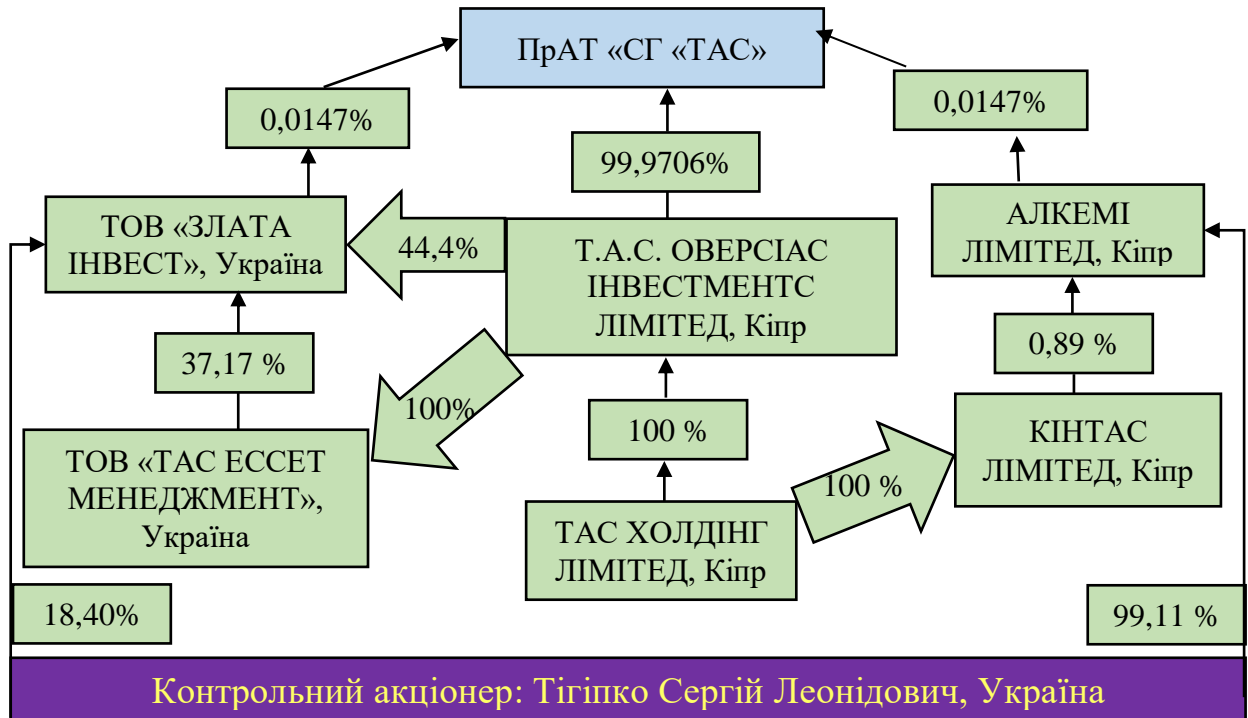 ПрАТ «СГ «ТАС»
0,0147%
99,9706%
0,0147%
ТОВ «ЗЛАТА
ІНВЕСТ», Україна
44,4%
Т.А.С. ОВЕРСІАС
ІНВЕСТМЕНТС
ЛІМІТЕД, Кіпр
АЛКЕМІ
ЛІМІТЕД, Кіпр
37,17 %
100%
100 %
0,89 %
ТОВ «ТАС ЕССЕТ
МЕНЕДЖМЕНТ»,
Україна
ТАС ХОЛДІНГ
ЛІМІТЕД, Кіпр
100 %
КІНТАС
ЛІМІТЕД, Кіпр
18,40%
99,11 %
Контрольний акціонер: Тігіпко Сергій Леонідович, Україна